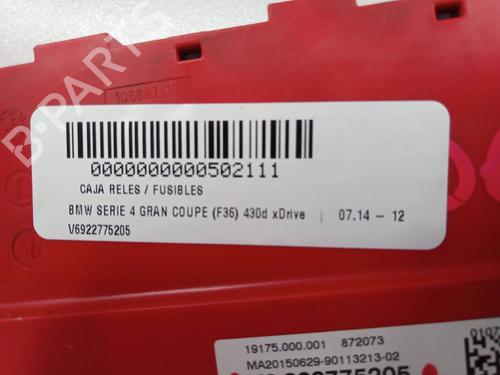 B-PARTS
0000000000502111
CAJA RELES / FUSIBLES
BMW SERIE 4 GRAN COUPE (F36) 430d xDrive | 07.14 - 12
V6922775205
19175.000.001 872073
MA20150629-90113213-02